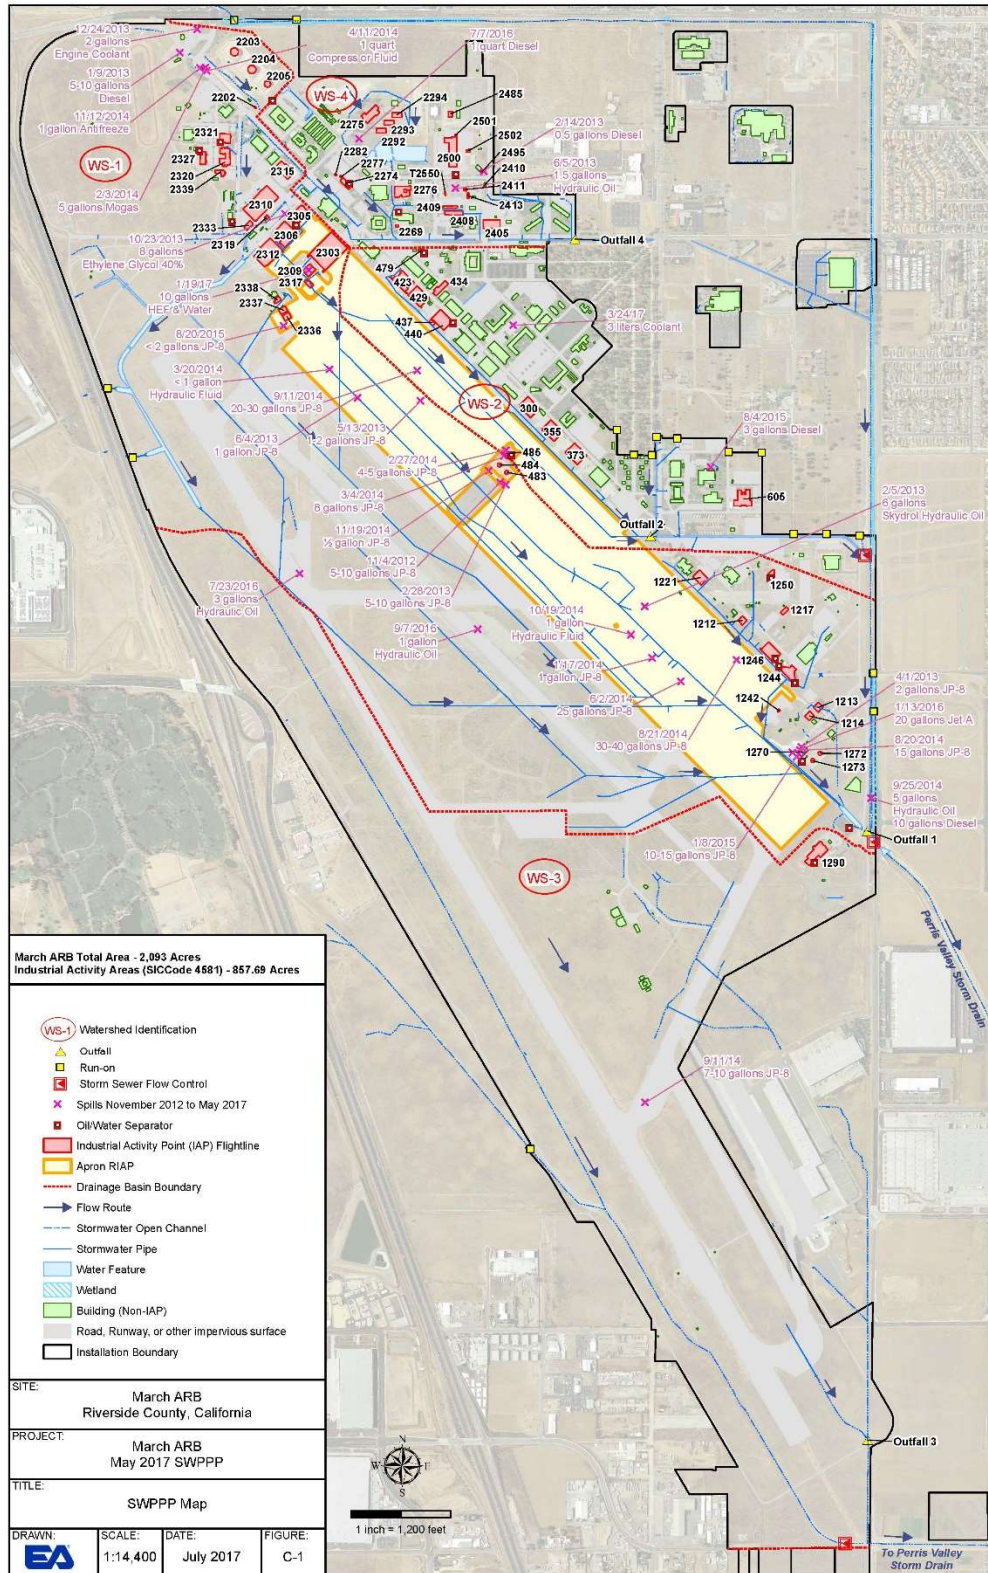 12/24/2013
2 gallons
Engine Coolant
2203
2204
2205
4/11/2014
1 quart
Compressor Fluid
7/7/2016
1 quart Diesel
1/9/2013
5-10 gallons
Diesel
2202
11/12/2014
1 gallon Antifreeze
WS-4
2275
2294
2293
2292
2485
2501
2502
2/14/2013
0.5 gallons Diesel
2321
2327
2320
2339
WS-1
2282
2277
2274
2500
2495
2410
2411
2413
T2550
6/5/2013
1.5 gallons
Hydraulic Oil
2315
2276
2409
2408
2405
2269
2/3/2014
5 gallons Mogas
2310
2305
2333
2319
2306
2303
2312
Outfall 4
10/23/2013
8 gallons
Ethylene Glycol 40%
2309
2317
479
423
429
434
1/19/17
10 gallons
HEF & Water
2338
2337
2336
437
440
3/24/17
3 liters Coolant
8/20/2015
< 2 gallons JP-8
3/20/2014
< 1 gallon
Hydraulic Fluid
9/11/2014
20-30 gallons JP-8
WS-2
300
355
373
5/13/2013
1-2 gallons JP-8
6/4/2013
1 gallon JP-8
8/4/2015
3 gallons Diesel
2/27/2014
4-5 gallons JP-8
485
484
483
605
3/4/2014
8 gallons JP-8
2/5/2013
6 gallons
Skydrol Hydraulic Oil
11/19/2014
½ gallon JP-8
Outfall 2
11/4/2012
5-10 gallons JP-8
2/28/2013
5-10 gallons JP-8
7/23/2016
3 gallons
Hydraulic Oil
1221
1250
1217
1212
9/7/2016
1 gallon
Hydraulic Oil
10/19/2014
1 gallon
Hydraulic Fluid
1/17/2014
1 gallon JP-8
1246
1244
6/2/2014
25 gallons JP-8
4/1/2013
2 gallons JP-8
1242
1213
1214
1/13/2016
20 gallons Jet A
8/21/2014
30-40 gallons JP-8
1270
1272
1273
8/20/2014
15 gallons JP-8
9/25/2014
5 gallons
Hydraulic Oil
10 gallons Diesel
1/8/2015
10-15 gallons JP-8
Outfall 1
1290
WS-3
Perris Valley
Storm Drain
9/11/14
7-10 gallons JP-8
Outfall 3
To Perris Valley
Storm Drain
March ARB Total Area - 2,093 Acres
Industrial Activity Areas (SICCode 4581) - 857.69 Acres
WS-1 Watershed Identification
Outfall
Run-on
Storm Sewer Flow Control
Spills November 2012 to May 2017
Oil/Water Separator
Industrial Activity Point (IAP) Flightline
Apron RIAP
Drainage Basin Boundary
Flow Route
Stormwater Open Channel
Stormwater Pipe
Water Feature
Wetland
Building (Non-IAP)
Road, Runway, or other impervious surface
Installation Boundary
SITE:
March ARB
Riverside County, California
PROJECT:
March ARB
May 2017 SWPPP
TITLE:
SWPPP Map
DRAWN:
EA
SCALE:
1:14,400
DATE:
July 2017
FIGURE:
C-1
N
W
E
S
1 inch = 1,200 feet